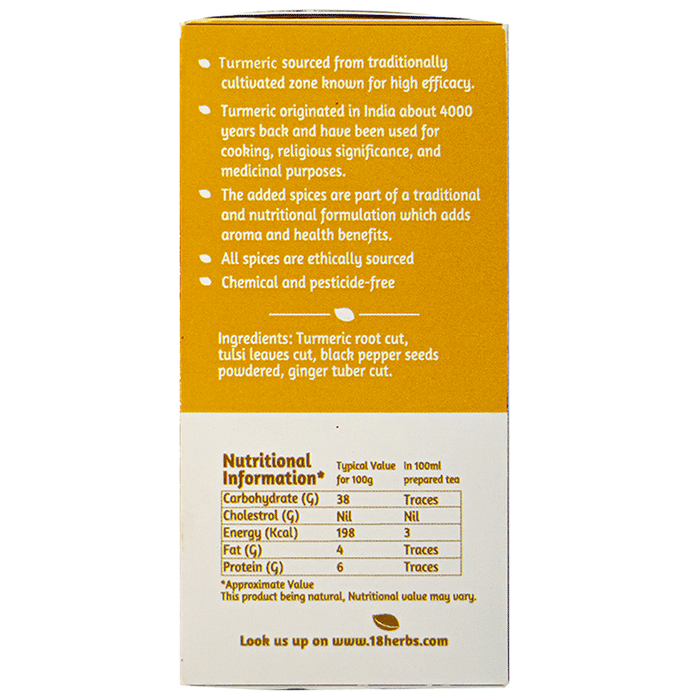 Turmeric sourced from traditionally
cultivated zone known for high efficacy.
Turmeric originated in India about 4000
years back and have been used for
cooking, religious significance, and
medicinal purposes.
The added spices are part of a traditional
and nutritional formulation which adds
aroma and health benefits.
All spices are ethically sourced
Chemical and pesticide-free
Ingredients: Turmeric root cut,
tulsi leaves cut, black pepper seeds
powdered, ginger tuber cut.
Nutritional Information* Typical Value for 100g In 100ml prepared tea
Carbohydrate (G) 38 Traces
Cholestrol (G) Nil Nil
Energy (Kcal) 198 3
Fat (G) 4 Traces
Protein (G) 6 Traces
*Approximate Value
This product being natural, Nutritional value may vary.
Look us up on www.18herbs.com